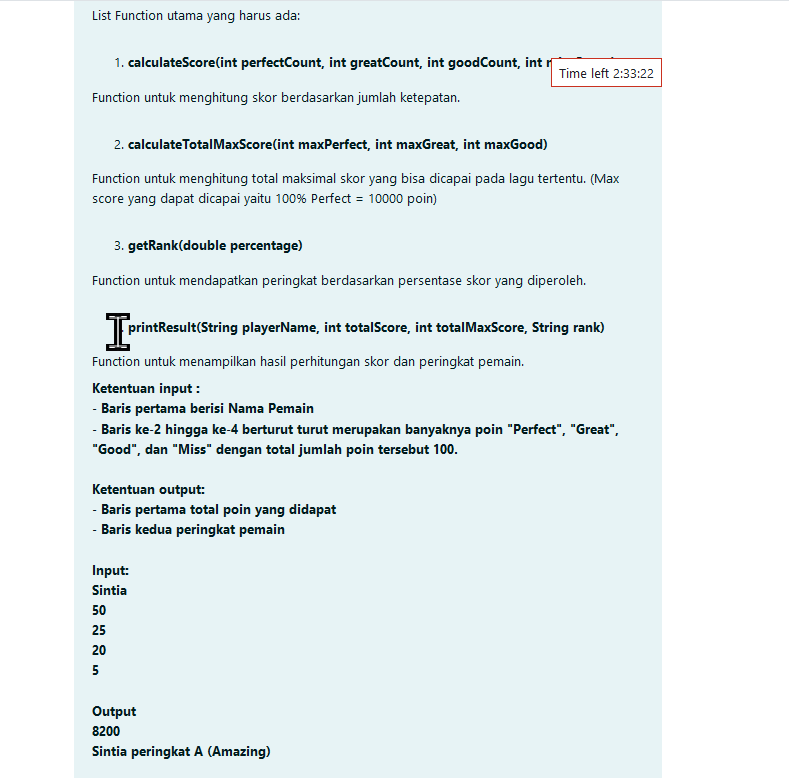 List Function utama yang harus ada:
1. calculateScore(int perfectCount, int greatCount, int goodCount, int
Time left 2:33:22
Function untuk menghitung skor berdasarkan jumlah ketepatan.
2. calculateTotalMaxScore(int maxPerfect, int maxGreat, int maxGood)
Function untuk menghitung total maksimal skor yang bisa dicapai pada lagu tertentu. (Max
score yang dapat dicapai yaitu 100% Perfect = 10000 poin)
3. getRank(double percentage)
Function untuk mendapatkan peringkat berdasarkan persentase skor yang diperoleh.
printResult(String playerName, int totalScore, int totalMaxScore, String rank)
Function untuk menampilkan hasil perhitungan skor dan peringkat pemain.
Ketentuan input :
- Baris pertama berisi Nama Pemain
- Baris ke-2 hingga ke-4 berturut turut merupakan banyaknya poin "Perfect", "Great",
"Good", dan "Miss" dengan total jumlah poin tersebut 100.
Ketentuan output:
- Baris pertama total poin yang didapat
- Baris kedua peringkat pemain
Input:
Sintia
50
25
20
5
Output
8200
Sintia peringkat A (Amazing)